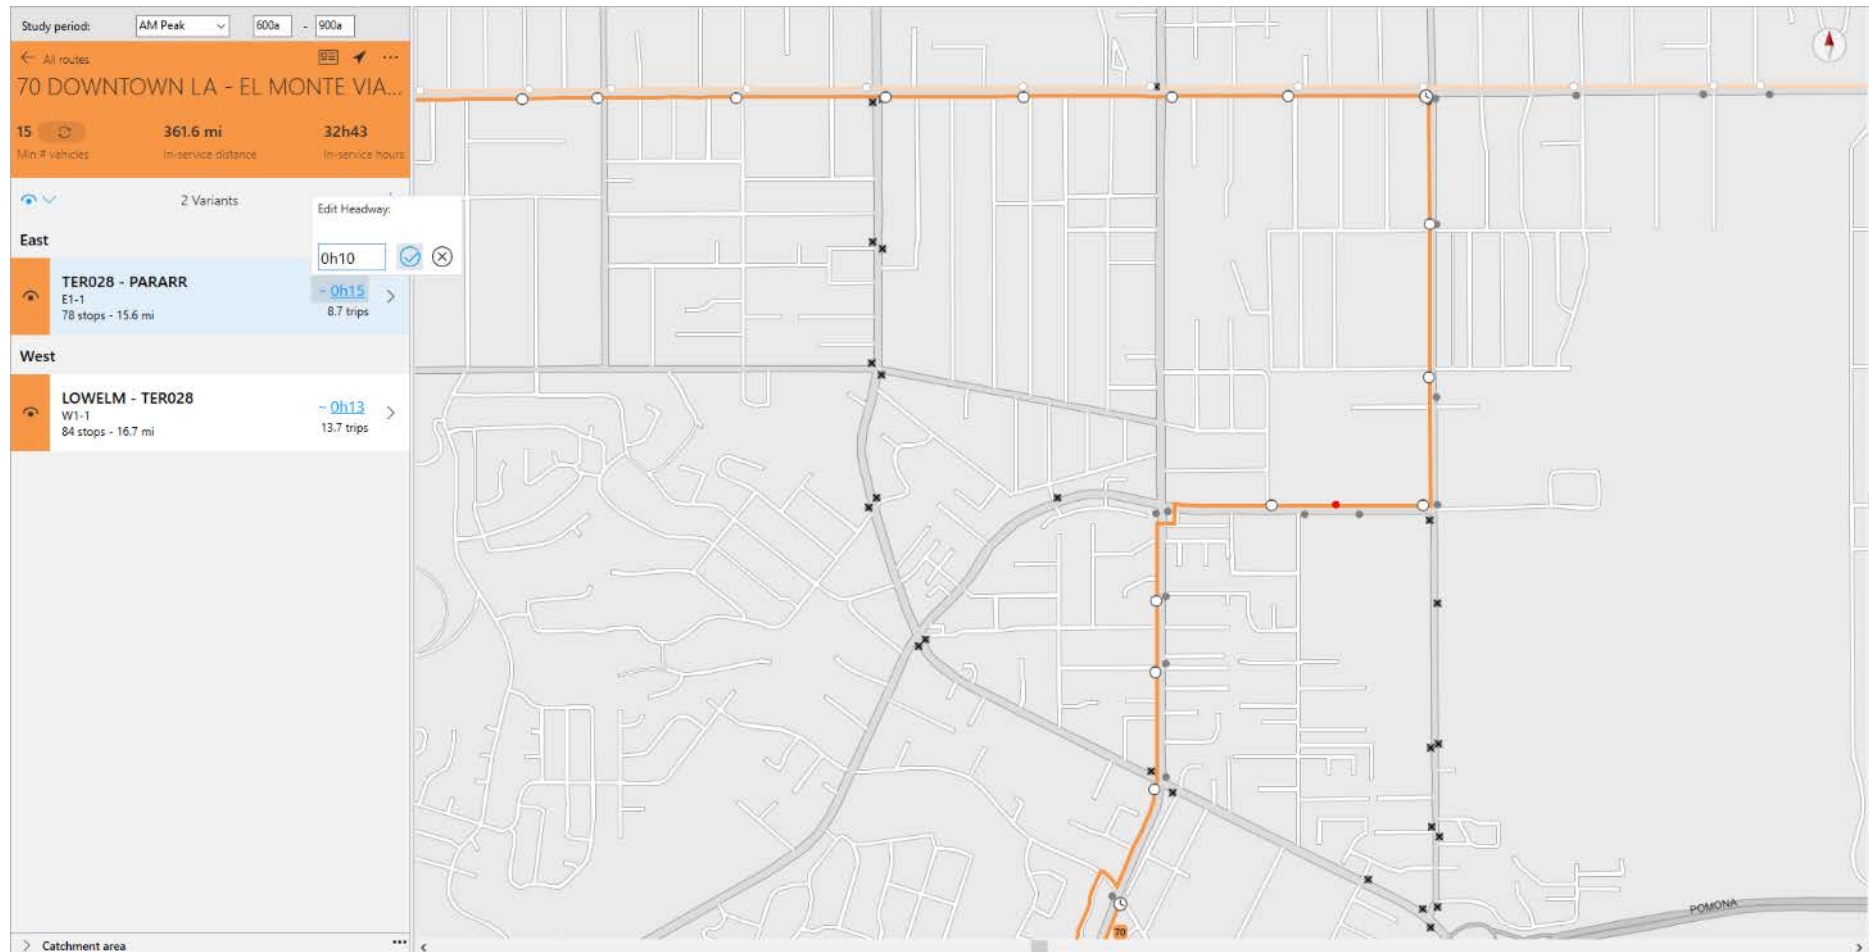 Study period: AM Peak 600a - 900a
All routes
70 DOWNTOWN LA - EL MONTE VIA...
15 361.6 mi 32h43
Min # vehicles In-service distance In-service hours
2 Variants
Edit Headway:
0h10
East
TER028 - PARARR
E1-1
78 stops - 15.6 mi
~ 0h15
8.7 trips
West
LOWELM - TER028
W1-1
84 stops - 16.7 mi
~ 0h13
13.7 trips
Catchment area
70
POMONA